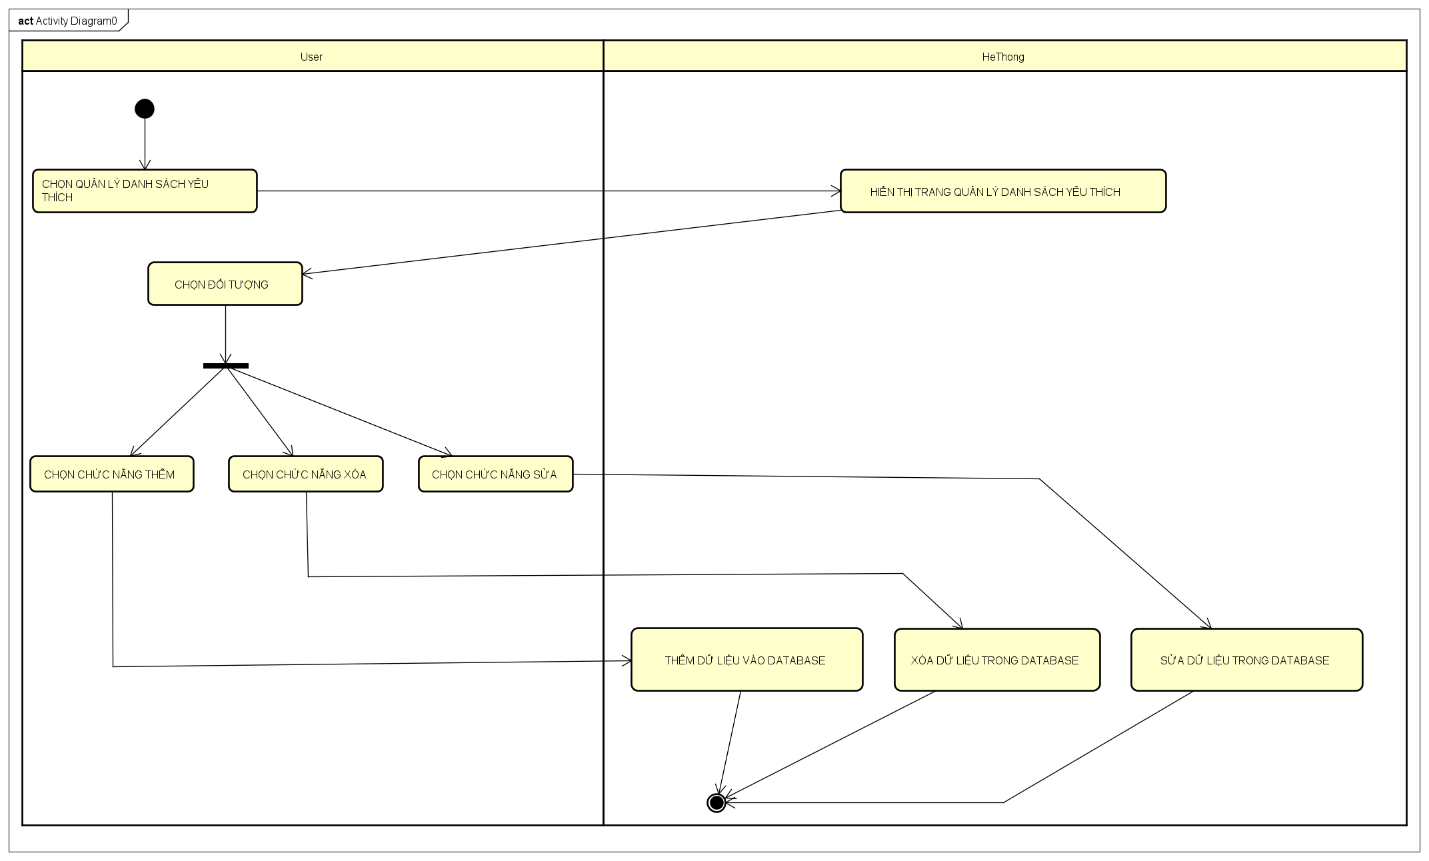 act Activity Diagram0
User
HeThong
CHỌN QUẢN LÝ DANH SÁCH YÊU
THÍCH
HIỂN THỊ TRANG QUẢN LÝ DANH SÁCH YÊU THÍCH
CHỌN ĐỐI TƯỢNG
CHỌN CHỨC NĂNG THÊM
CHỌN CHỨC NĂNG XÓA
CHỌN CHỨC NĂNG SỬA
THÊM DỮ LIỆU VÀO DATABASE
XÓA DỮ LIỆU TRONG DATABASE
SỬA DỮ LIỆU TRONG DATABASE